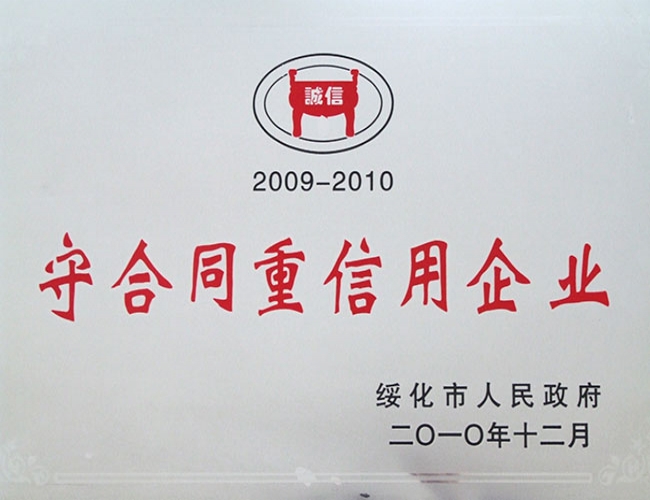 誠信
2009-2010
守合同重信用企业
绥化市人民政府
二〇一〇年十二月